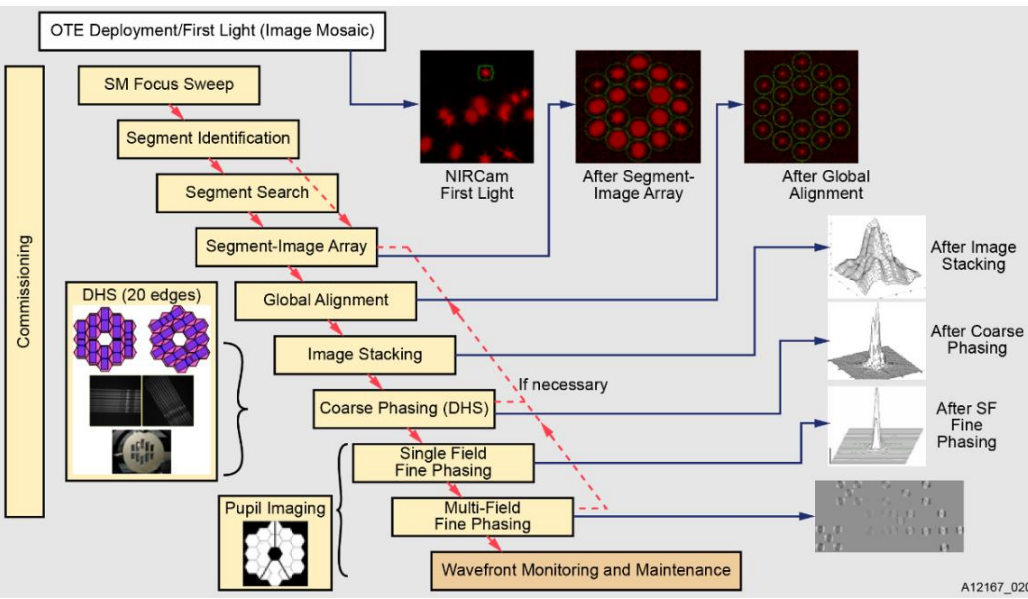 OTE Deployment/First Light (Image Mosaic)
Commissioning
SM Focus Sweep
Segment Identification
Segment Search
Segment-Image Array
Global Alignment
Image Stacking
Coarse Phasing (DHS)
Single Field
Fine Phasing
Multi-Field
Fine Phasing
Wavefront Monitoring and Maintenance
If necessary
DHS (20 edges)
Pupil Imaging
NIRCam
First Light
After Segment-
Image Array
After Global
Alignment
After Image
Stacking
After Coarse
Phasing
After SF
Fine
Phasing
A12167_020